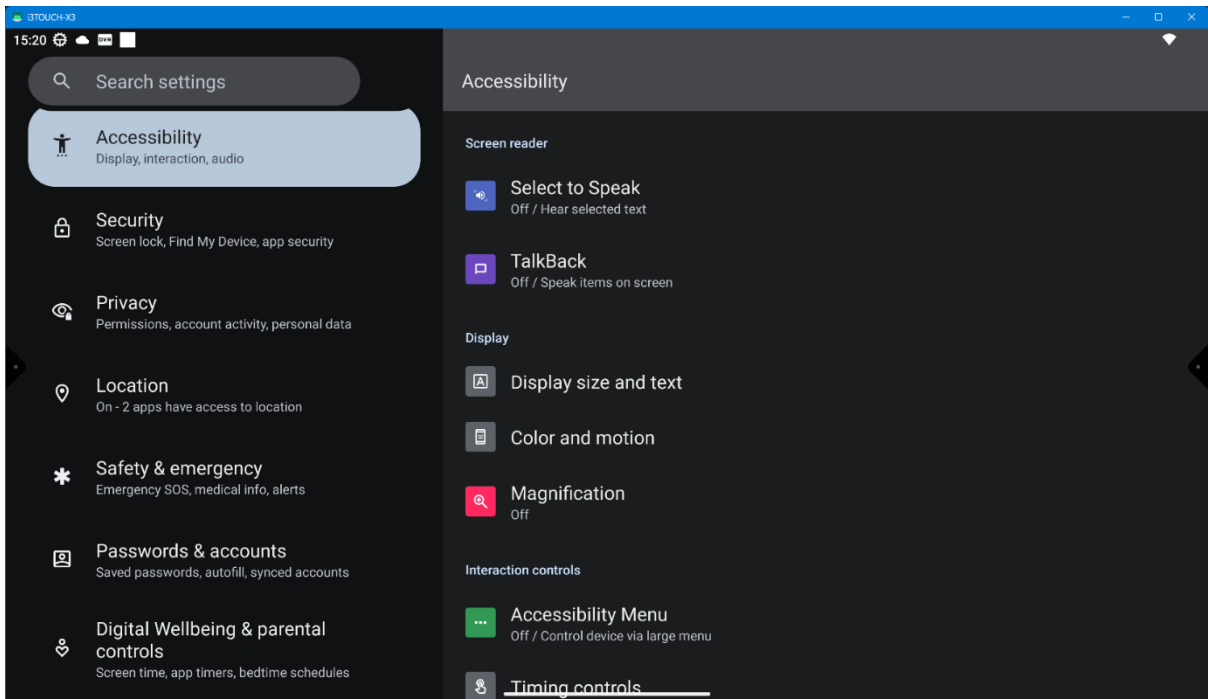 i3TOUCH-X3
15:20
DVR
Search settings
Accessibility
Display, interaction, audio
Security
Screen lock, Find My Device, app security
Privacy
Permissions, account activity, personal data
Location
On - 2 apps have access to location
Safety & emergency
Emergency SOS, medical info, alerts
Passwords & accounts
Saved passwords, autofill, synced accounts
Digital Wellbeing & parental
controls
Screen time, app timers, bedtime schedules
Accessibility
Screen reader
Select to Speak
Off / Hear selected text
TalkBack
Off / Speak items on screen
Display
Display size and text
Color and motion
Magnification
Off
Interaction controls
Accessibility Menu
Off / Control device via large menu
Timing controls